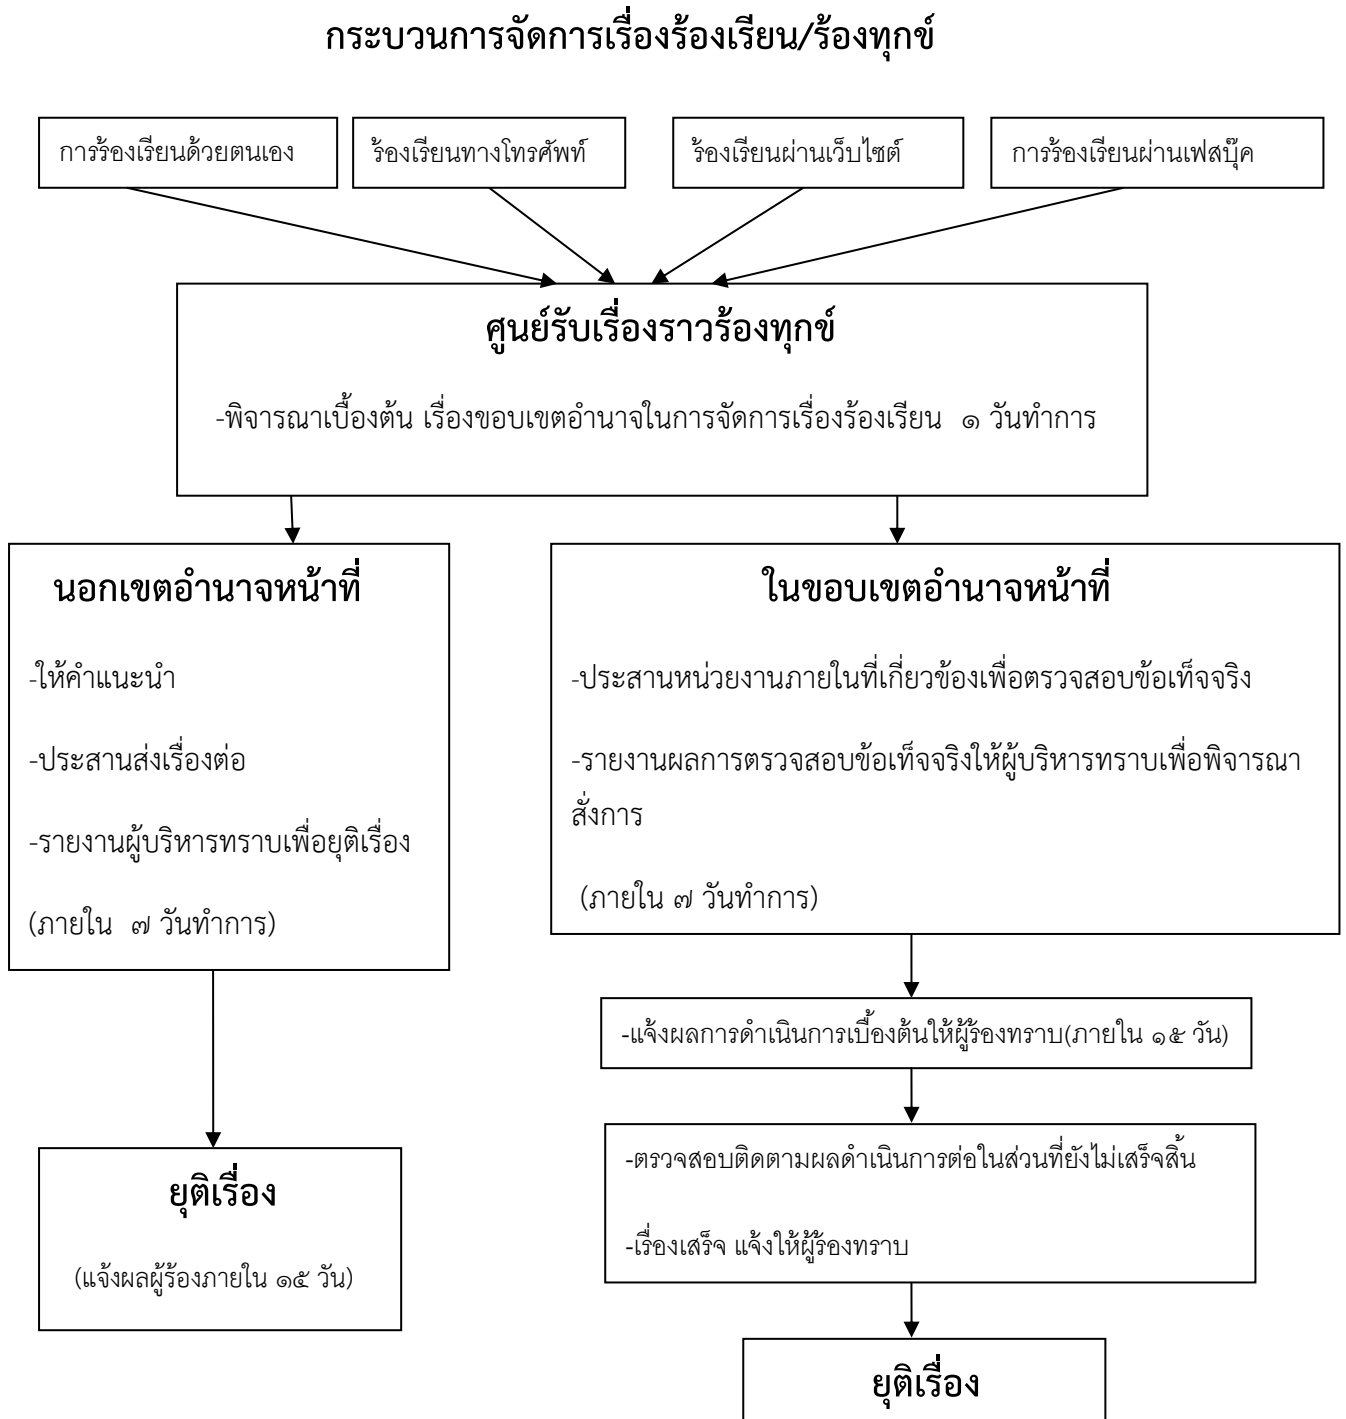 กระบวนการจัดการเรื่องร้องเรียน/ร้องทุกข์
การร้องเรียนด้วยตนเอง
ร้องเรียนทางโทรศัพท์
ร้องเรียนผ่านเว็บไซต์
การร้องเรียนผ่านเฟสบุ๊ค
ศูนย์รับเรื่องราวร้องทุกข์
-พิจารณาเบื้องต้น เรื่องขอบเขตอำนาจในการจัดการเรื่องร้องเรียน ๑ วันทำการ
นอกเขตอำนาจหน้าที่
-ให้คำแนะนำ
-ประสานส่งเรื่องต่อ
-รายงานผู้บริหารทราบเพื่อยุติเรื่อง
(ภายใน ๗ วันทำการ)
ในขอบเขตอำนาจหน้าที่
-ประสานหน่วยงานภายในที่เกี่ยวข้องเพื่อตรวจสอบข้อเท็จจริง
-รายงานผลการตรวจสอบข้อเท็จจริงให้ผู้บริหารทราบเพื่อพิจารณา
สั่งการ
(ภายใน ๗ วันทำการ)
-แจ้งผลการดำเนินการเบื้องต้นให้ผู้ร้องทราบ(ภายใน ๑๕ วัน)
-ตรวจสอบติดตามผลดำเนินการต่อในส่วนที่ยังไม่เสร็จสิ้น
-เรื่องเสร็จ แจ้งให้ผู้ร้องทราบ
ยุติเรื่อง
(แจ้งผลผู้ร้องภายใน ๑๕ วัน)
ยุติเรื่อง